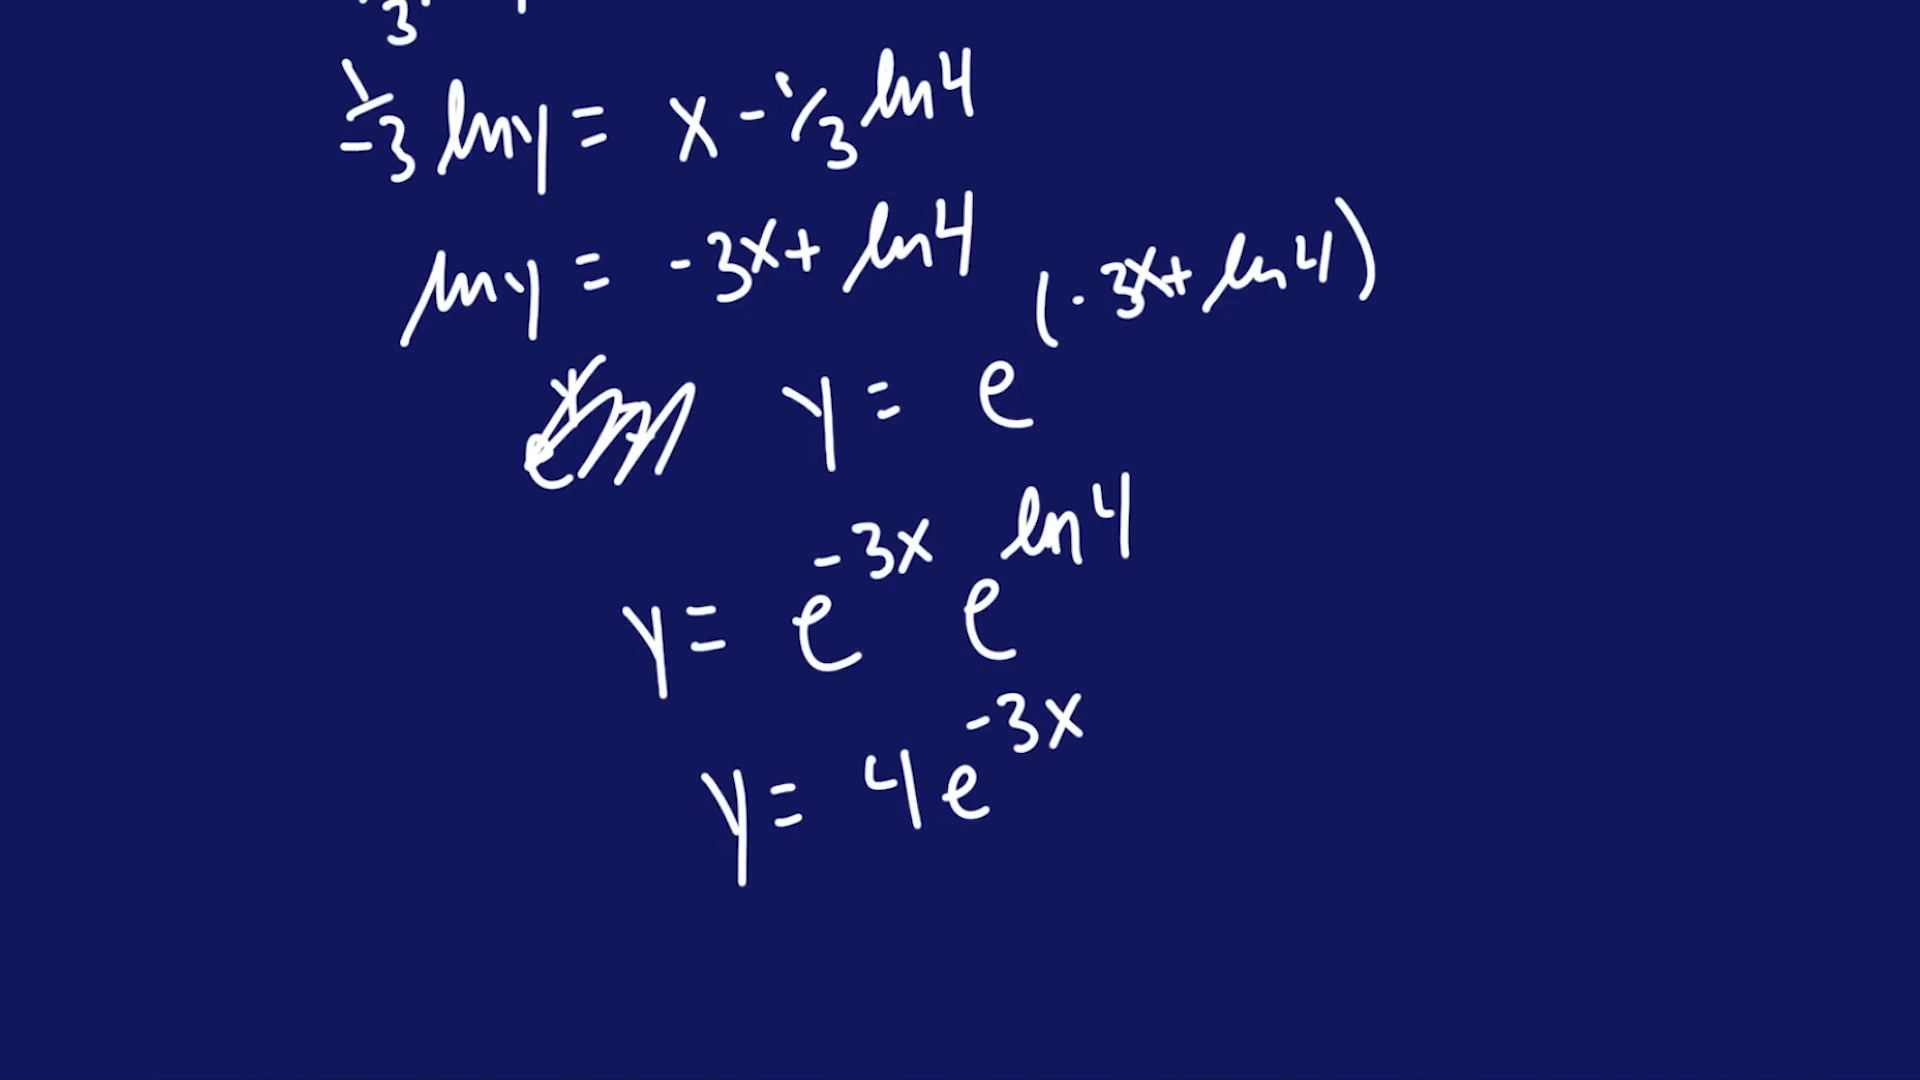 3
1/-3 ln y = x - 1/3 ln 4
ln y = -3x + ln 4
y = e^(-3x + ln 4)
y = e^-3x e^ln 4
y = 4e^-3x